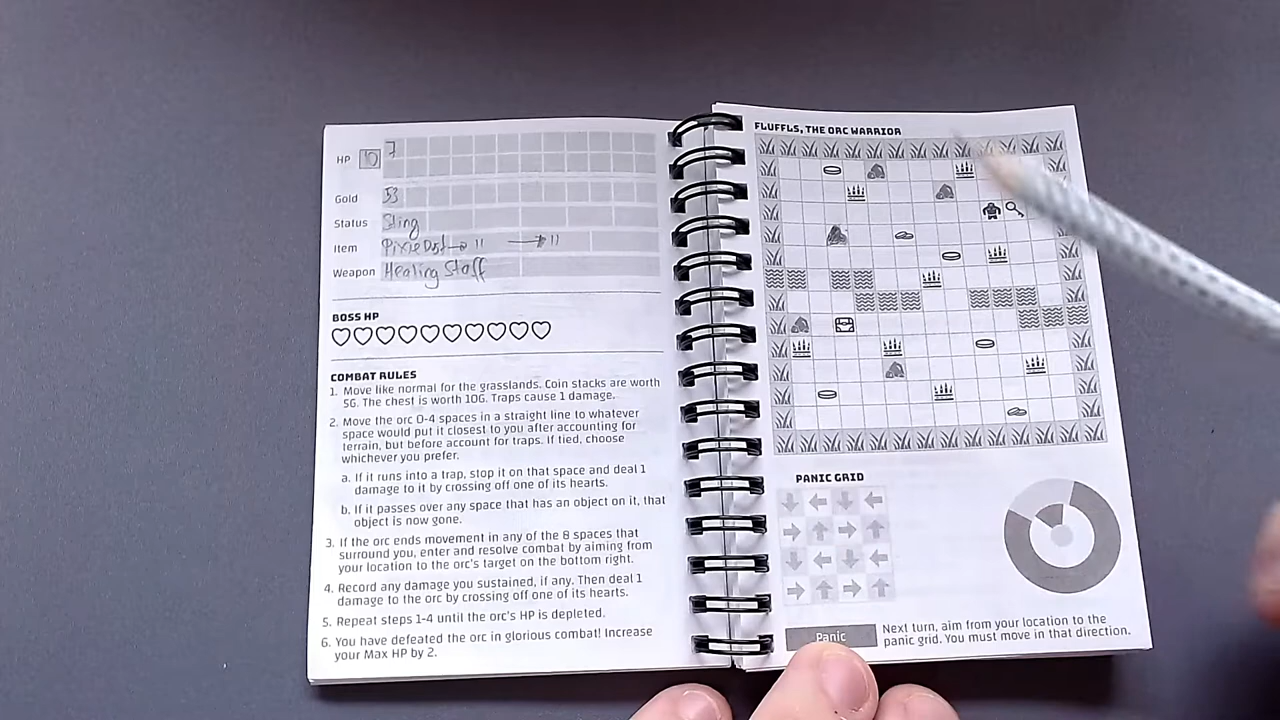 HP 10 7
Gold 53
Status Sling
Item Pixie Dust → 11 → 11
Weapon Healing Staff
BOSS HP
COMBAT RULES
1. Move like normal for the grasslands. Coin stacks are worth
5G. The chest is worth 10G. Traps cause 1 damage.
2. Move the orc 0-4 spaces in a straight line to whatever
space would put it closest to you after accounting for
terrain, but before account for traps. If tied, choose
whichever you prefer.
a. If it runs into a trap, stop it on that space and deal 1
damage to it by crossing off one of its hearts.
b. If it passes over any space that has an object on it, that
object is now gone.
3. If the orc ends movement in any of the 8 spaces that
surround you, enter and resolve combat by aiming from
your location to the orc's target on the bottom right.
4. Record any damage you sustained, if any. Then deal 1
damage to the orc by crossing off one of its hearts.
5. Repeat steps 1-4 until the orc's HP is depleted.
6. You have defeated the orc in glorious combat! Increase
your Max HP by 2.
FLUFFLS, THE ORC WARRIOR
PANIC GRID
Panic
Next turn, aim from your location to the
panic grid. You must move in that direction.